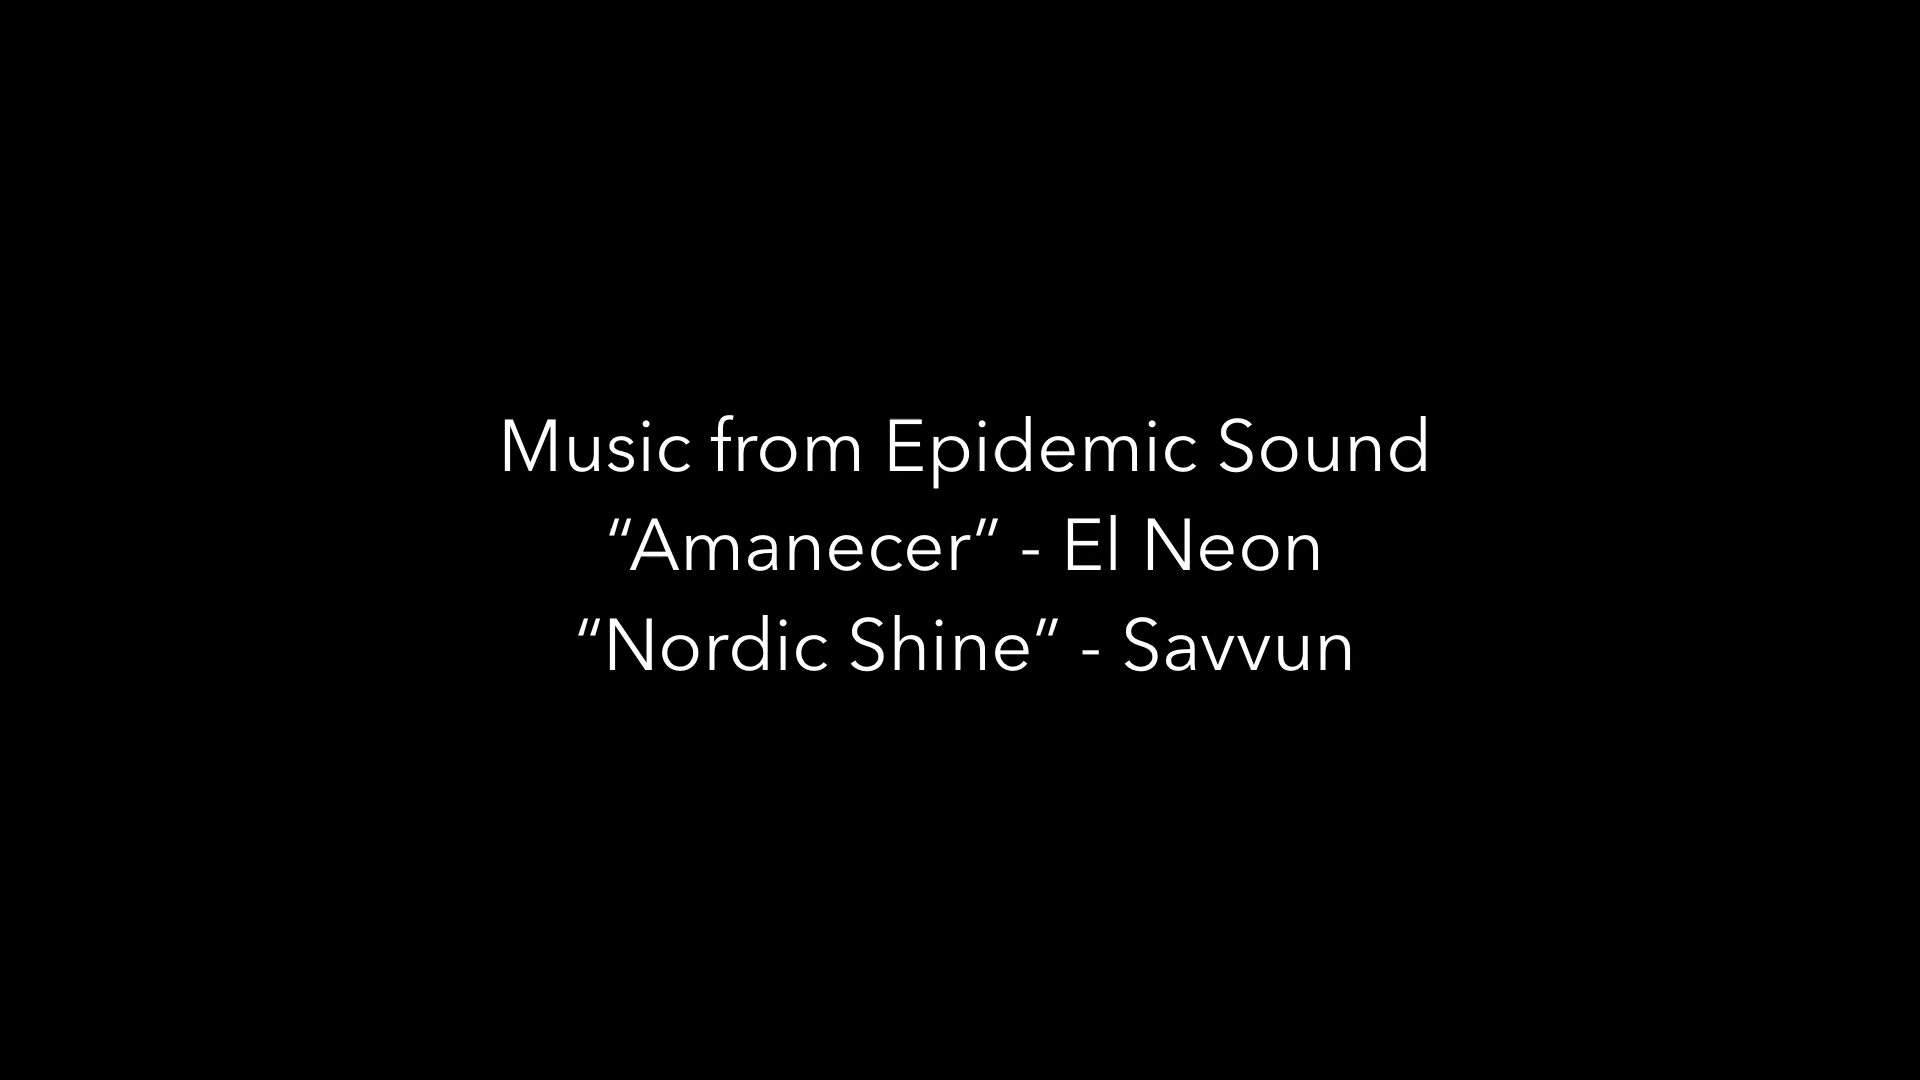 Music from Epidemic Sound
“Amanecer” - El Neon
“Nordic Shine” - Savvun